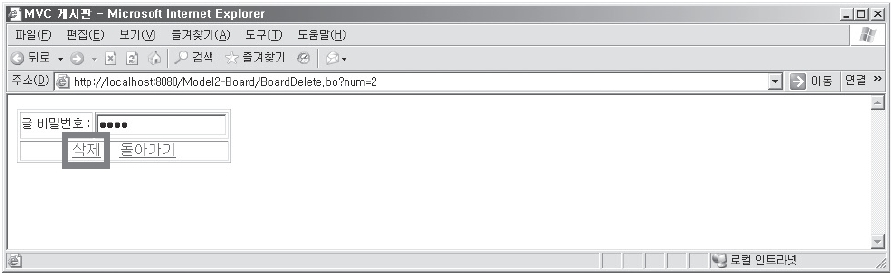 MVC 게시판 - Microsoft Internet Explorer
파일(F) 편집(E) 보기(V) 즐겨찾기(A) 도구(T) 도움말(H)
뒤로 검색 즐겨찾기
주소(D) http://localhost:8080/Model2-Board/BoardDelete.bo?num=2 이동 연결 »
글 비밀번호 : ●●●●
삭제 돌아가기
로컬 인트라넷